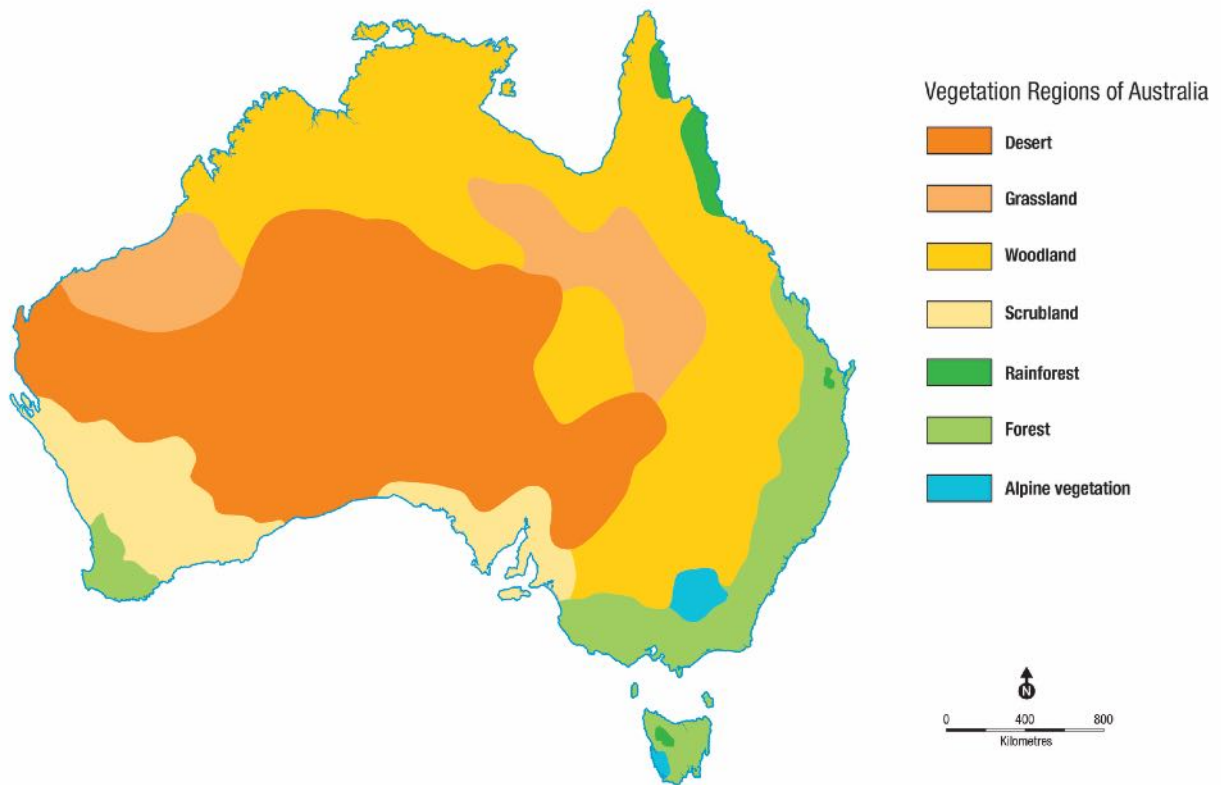 Vegetation Regions of Australia
Desert
Grassland
Woodland
Scrubland
Rainforest
Forest
Alpine vegetation
N
0 400 800
Kilometres